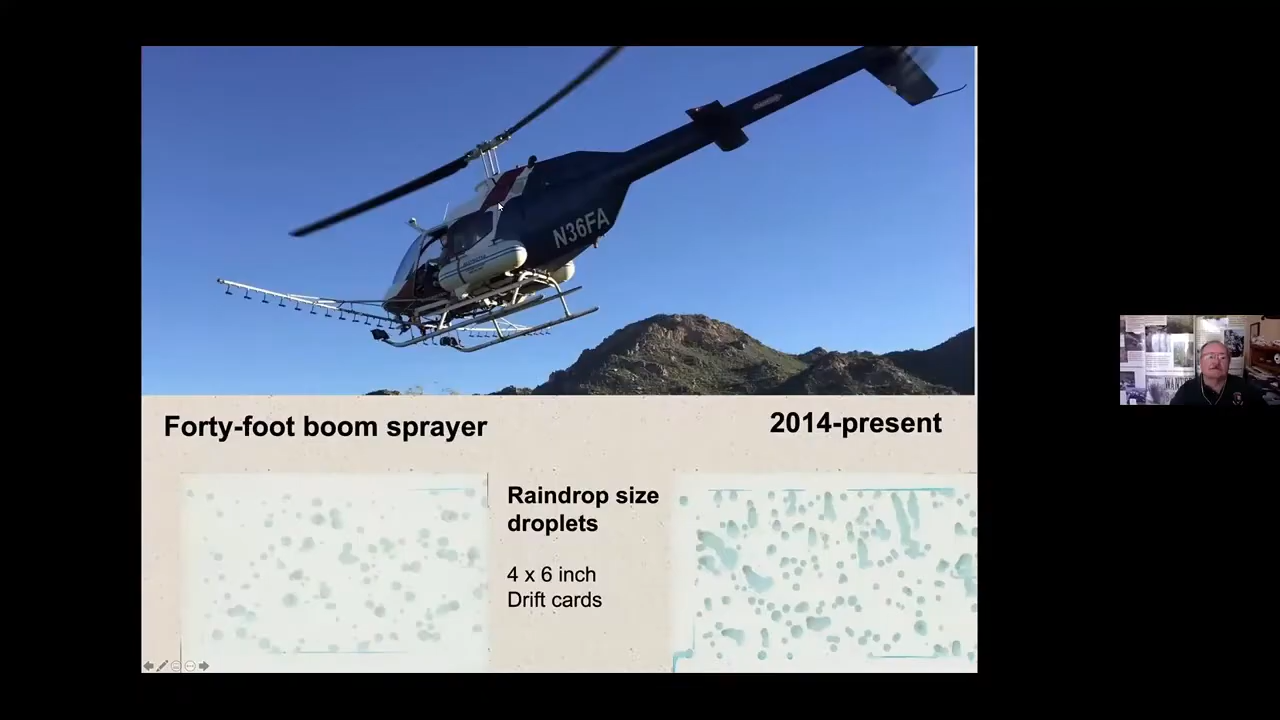 N36FA
Forty-foot boom sprayer
2014-present
Raindrop size
droplets
4 x 6 inch
Drift cards